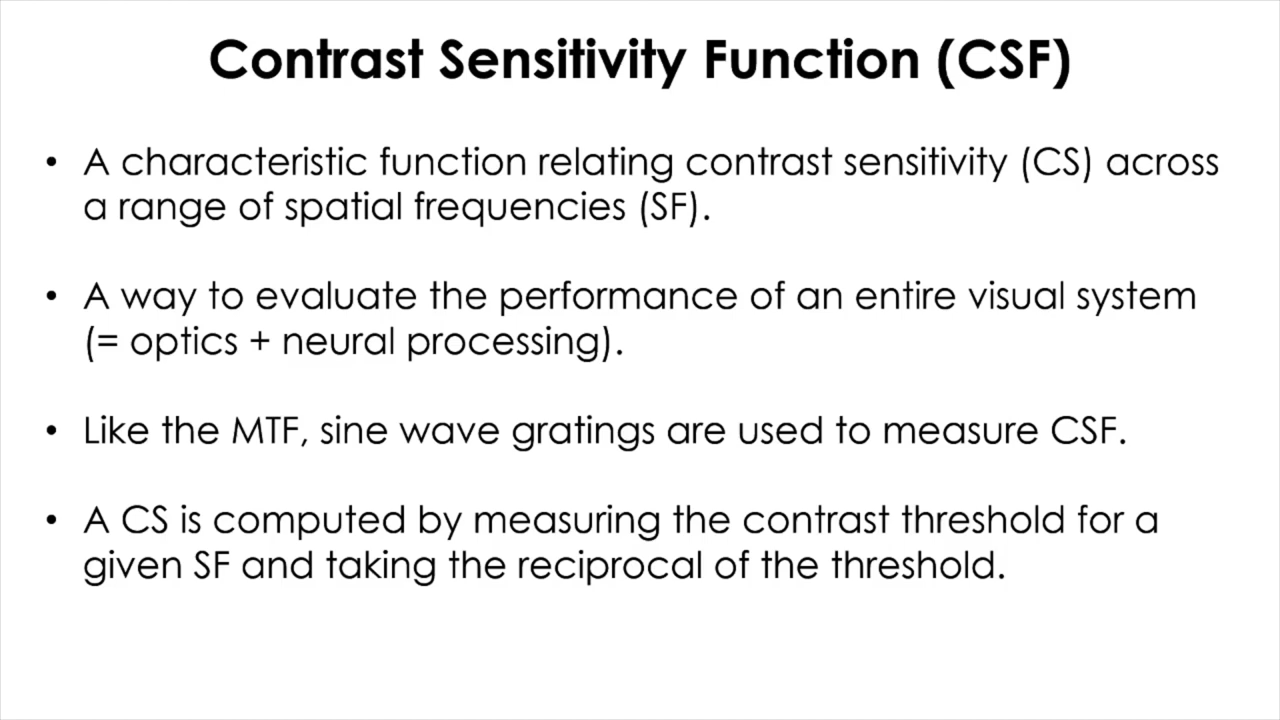 Contrast Sensitivity Function (CSF)
• A characteristic function relating contrast sensitivity (CS) across
a range of spatial frequencies (SF).
• A way to evaluate the performance of an entire visual system
(= optics + neural processing).
• Like the MTF, sine wave gratings are used to measure CSF.
• A CS is computed by measuring the contrast threshold for a
given SF and taking the reciprocal of the threshold.